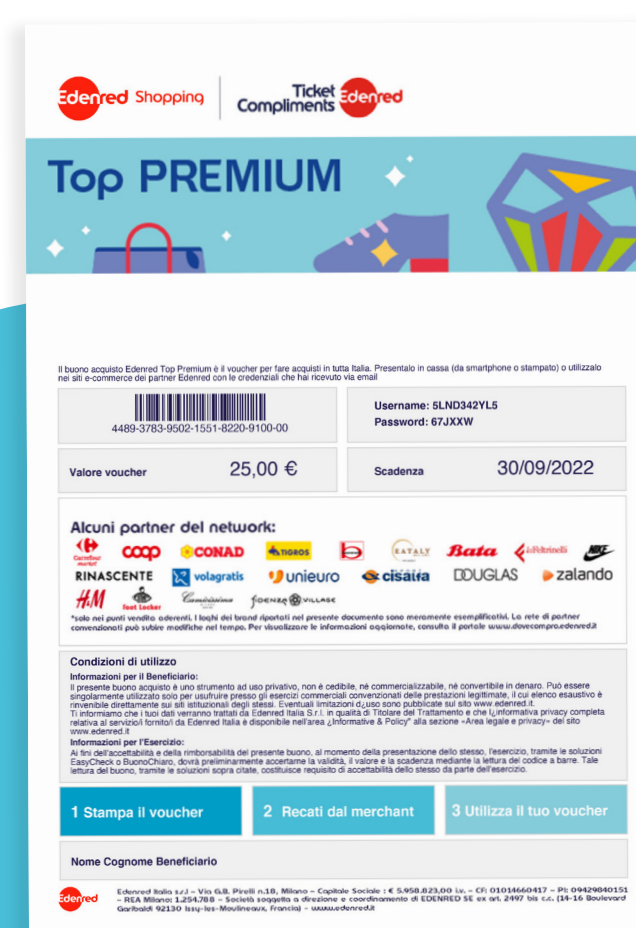 Edenred Shopping
Ticket
Compliments Edenred
Top PREMIUM
Il buono acquisto Edenred Top Premium è il voucher per fare acquisti in tutta Italia. Presentalo in cassa (da smartphone o stampato) o utilizzalo
nei siti e-commerce dei partner Edenred con le credenziali che hai ricevuto via email
4489-3783-9502-1551-8220-9100-00
Username: 5LND342YL5
Password: 67JXXW
Valore voucher 25,00 €
Scadenza 30/09/2022
Alcuni partner del network:
Carrefour market coop CONAD TIGROS b EATALY Bata laFeltrinelli NIKE
RINASCENTE volagratis unieuro cisalfa DOUGLAS zalando
H&M Foot Locker Camicissima FIDENZA VILLAGE
*solo nei punti vendita aderenti. I loghi dei brand riportati nel presente documento sono meramente esemplificativi. La rete di partner
convenzionati può subire modifiche nel tempo. Per visualizzare le informazioni aggiornate, consulta il portale www.dovecompro.edenred.it
Condizioni di utilizzo
Informazioni per il Beneficiario:
Il presente buono acquisto è uno strumento ad uso privativo, non è cedibile, nè commercializzabile, nè convertibile in denaro. Può essere
singolarmente utilizzato solo per usufruire presso gli esercizi commerciali convenzionati delle prestazioni legittimate, il cui elenco esaustivo è
rinvenibile direttamente sui siti istituzionali degli stessi. Eventuali limitazioni d¿uso sono pubblicate sul sito www.edenred.it.
Ti informiamo che i tuoi dati verranno trattati da Edenred Italia S.r.l. in qualità di Titolare del Trattamento e che l¿informativa privacy completa
relativa al servizio/i fornito/i da Edenred Italia è disponibile nell'area ¿Informative & Policy" alla sezione «Area legale e privacy» del sito
www.edenred.it
Informazioni per l'Esercizio:
Ai fini dell'accettabilità e della rimborsabilità del presente buono, al momento della presentazione dello stesso, l'esercizio, tramite le soluzioni
EasyCheck o BuonoChiaro, dovrà preliminarmente accertarne la validità, il valore e la scadenza mediante la lettura del codice a barre. Tale
lettura del buono, tramite le soluzioni sopra citate, costituisce requisito di accettabilità dello stesso da parte dell'esercizio.
1 Stampa il voucher
2 Recati dal merchant
3 Utilizza il tuo voucher
Nome Cognome Beneficiario
Edenred
Edenred Italia s.r.l – Via G.B. Pirelli n.18, Milano – Capitale Sociale : € 5.958.823,00 i.v. – CF: 01014660417 – PI: 09429840151
– REA Milano: 1.254.788 – Società soggetta a direzione e coordinamento di EDENRED SE ex art. 2497 bis c.c. (14-16 Boulevard
Garibaldi 92130 Issy-les-Moulineaux, Francia) – www.edenred.it